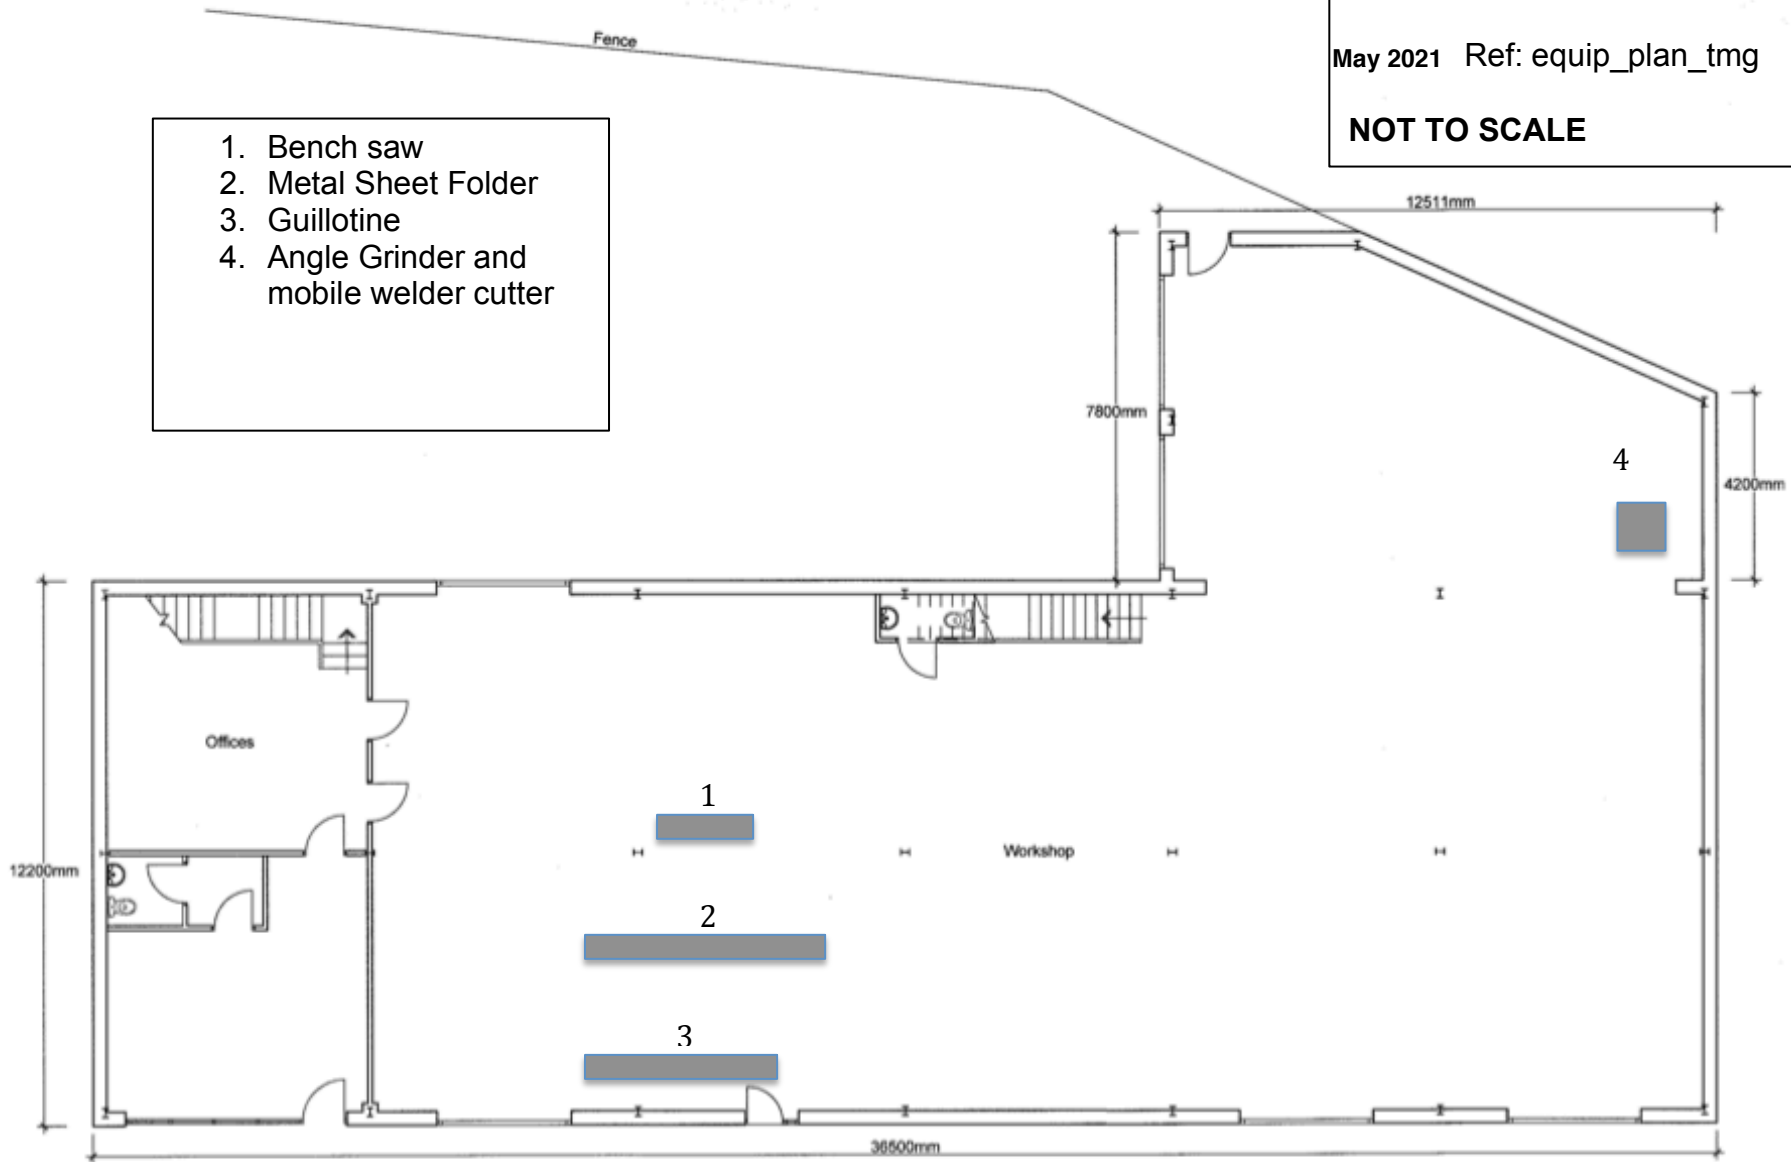 Fence
May 2021 Ref: equip_plan_tmg
NOT TO SCALE
1. Bench saw
2. Metal Sheet Folder
3. Guillotine
4. Angle Grinder and
mobile welder cutter
12511mm
7800mm
4
4200mm
Offices
1
Workshop
12200mm
2
3
36500mm